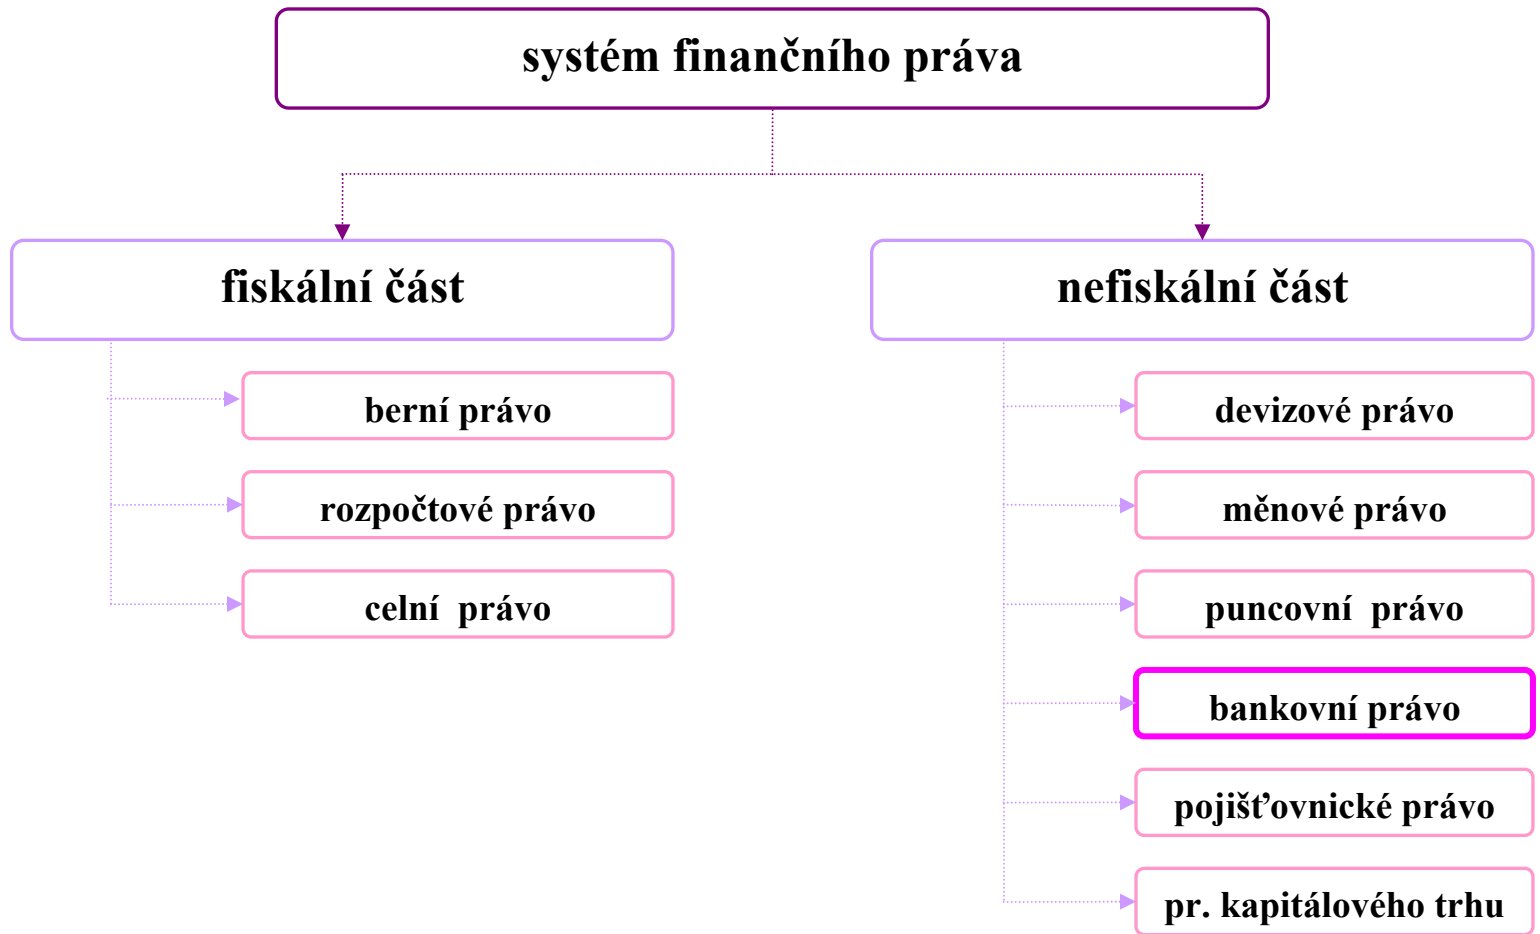 systém finančního práva
fiskální část
nefiskální část
berní právo
devizové právo
rozpočtové právo
měnové právo
celní  právo
puncovní  právo
bankovní právo
pojišťovnické právo
pr. kapitálového trhu